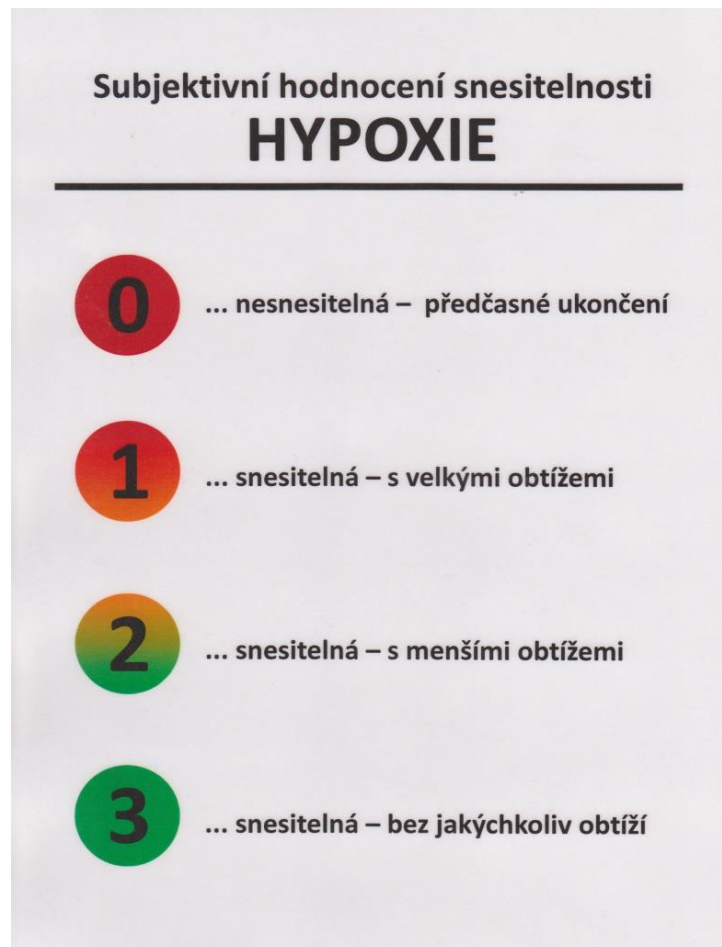 Subjektivní hodnocení snesitelnosti
HYPOXIE
0 ... nesnesitelná – předčasné ukončení
1 ... snesitelná – s velkými obtížemi
2 ... snesitelná – s menšími obtížemi
3 ... snesitelná – bez jakýchkoliv obtíží